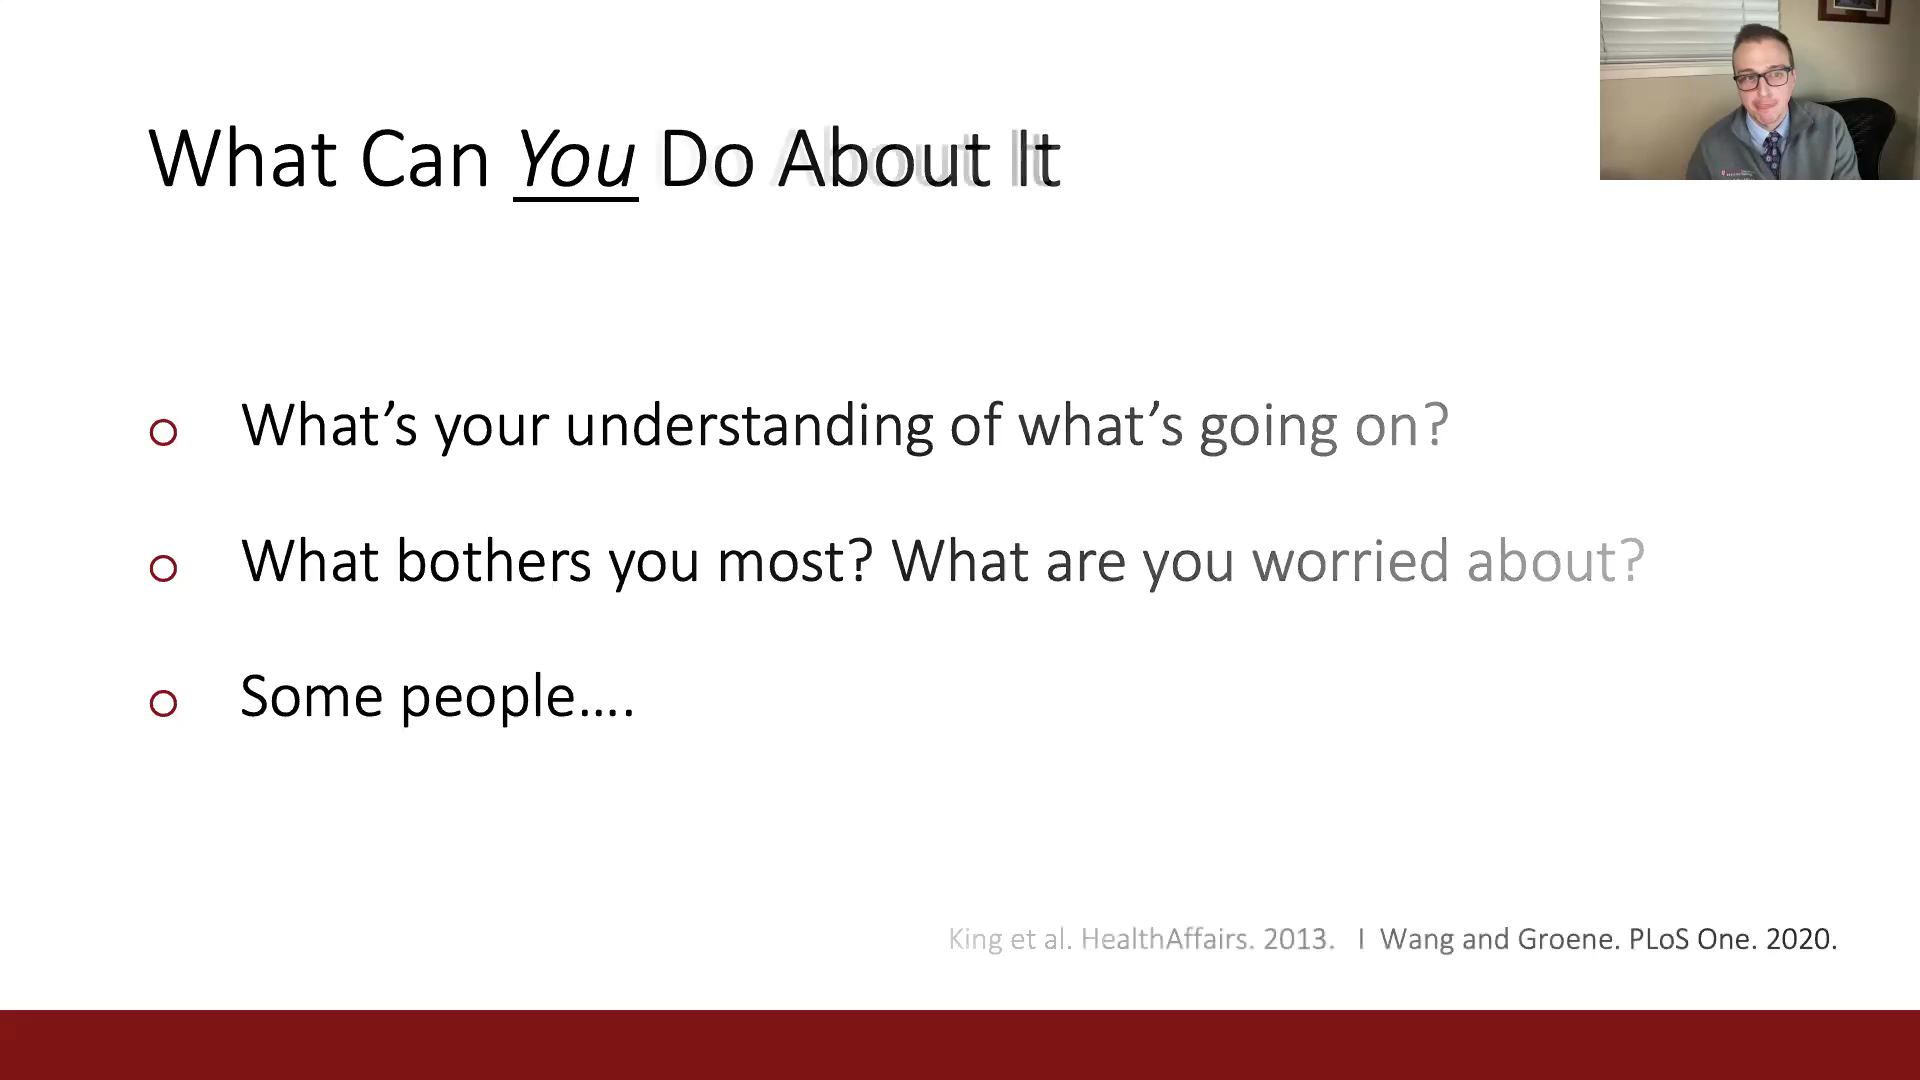 What Can You Do About It
What’s your understanding of what’s going on?
What bothers you most? What are you worried about?
Some people....
King et al. HealthAffairs. 2013. I Wang and Groene. PLoS One. 2020.